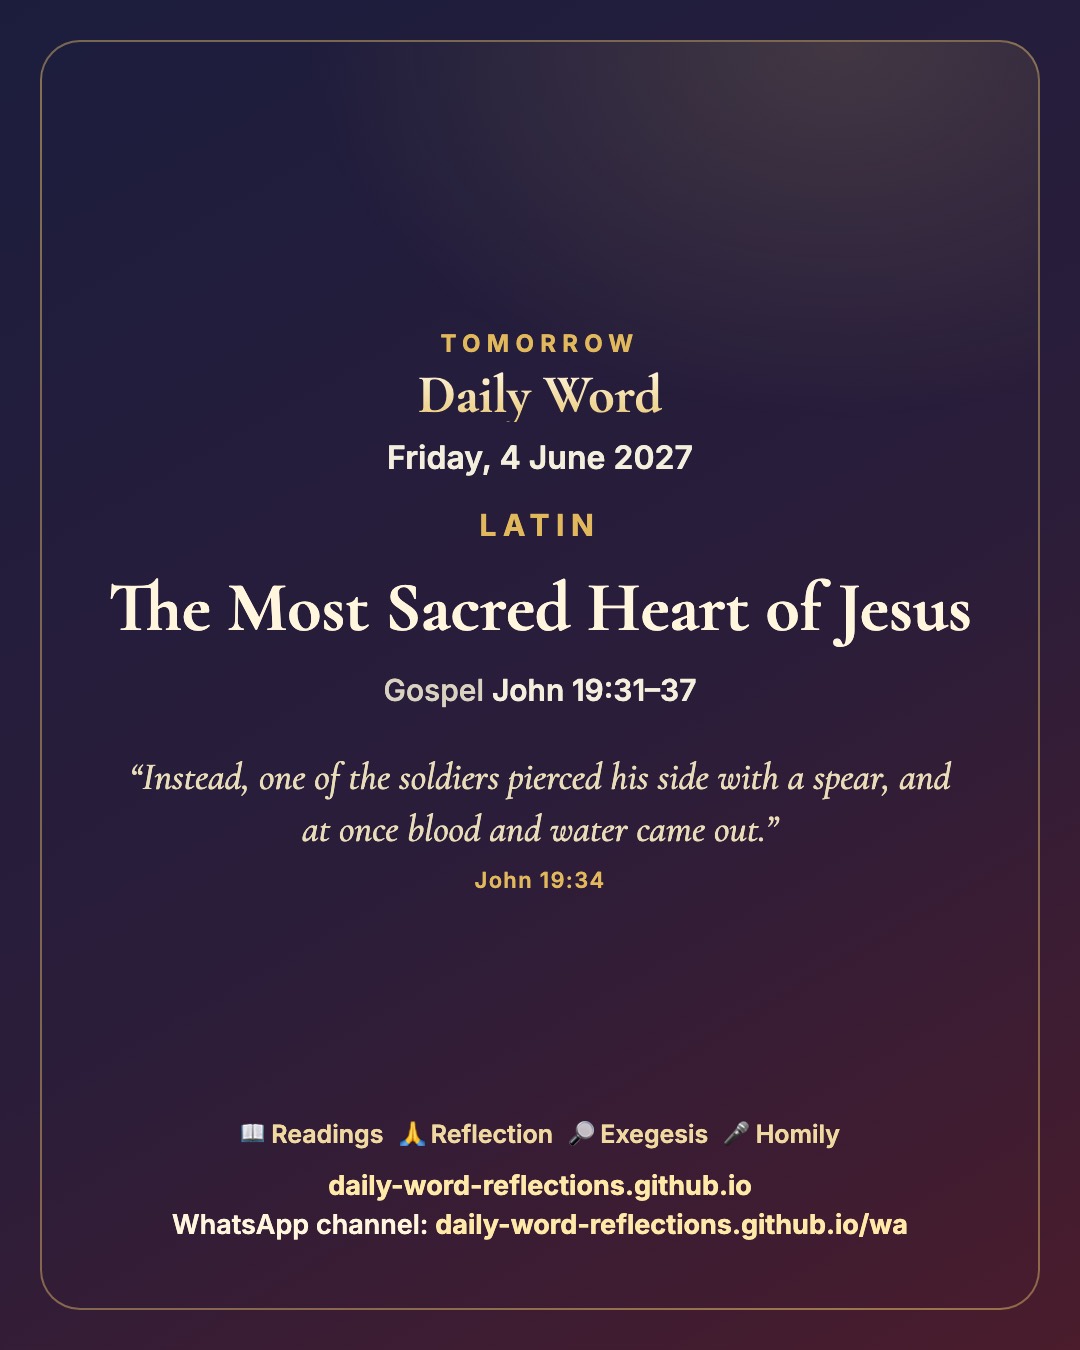 TOMORROW
Daily Word
Friday, 4 June 2027
LATIN
The Most Sacred Heart of Jesus
Gospel John 19:31–37
“Instead, one of the soldiers pierced his side with a spear, and
at once blood and water came out.”
John 19:34
📖 Readings 🙏 Reflection 🔎 Exegesis 🎤 Homily
daily-word-reflections.github.io
WhatsApp channel: daily-word-reflections.github.io/wa